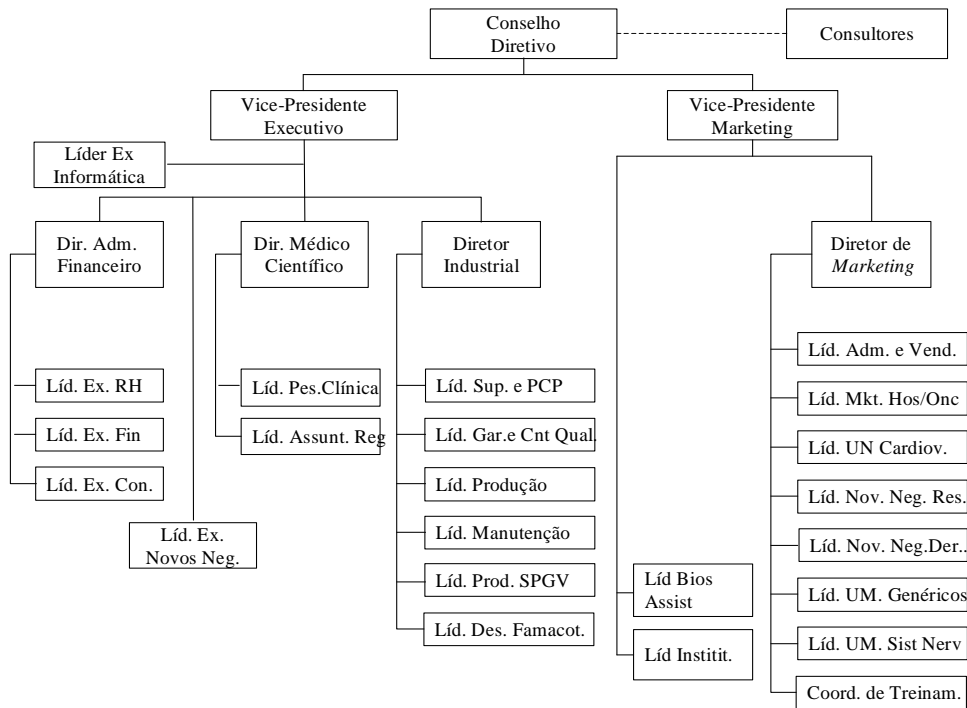 Conselho
Diretivo
Consultores
Vice-Presidente
Executivo
Vice-Presidente
Marketing
Líder Ex
Informática
Dir. Adm.
Financeiro
Dir. Médico
Científico
Diretor
Industrial
Diretor de
Marketing
Líd. Ex. RH
Líd. Ex. Fin
Líd. Ex. Con.
Líd. Ex.
Novos Neg.
Líd. Pes.Clínica
Líd. Assunt. Reg
Líd. Sup. e PCP
Líd. Gar.e Cnt Qual.
Líd. Produção
Líd. Manutenção
Líd. Prod. SPGV
Líd. Des. Famacot.
Líd Bios
Assist
Líd Institit.
Líd. Adm. e Vend.
Líd. Mkt. Hos/Onc
Líd. UN Cardiov.
Líd. Nov. Neg. Res.
Líd. Nov. Neg.Der..
Líd. UM. Genéricos
Líd. UM. Sist Nerv
Coord. de Treinam.